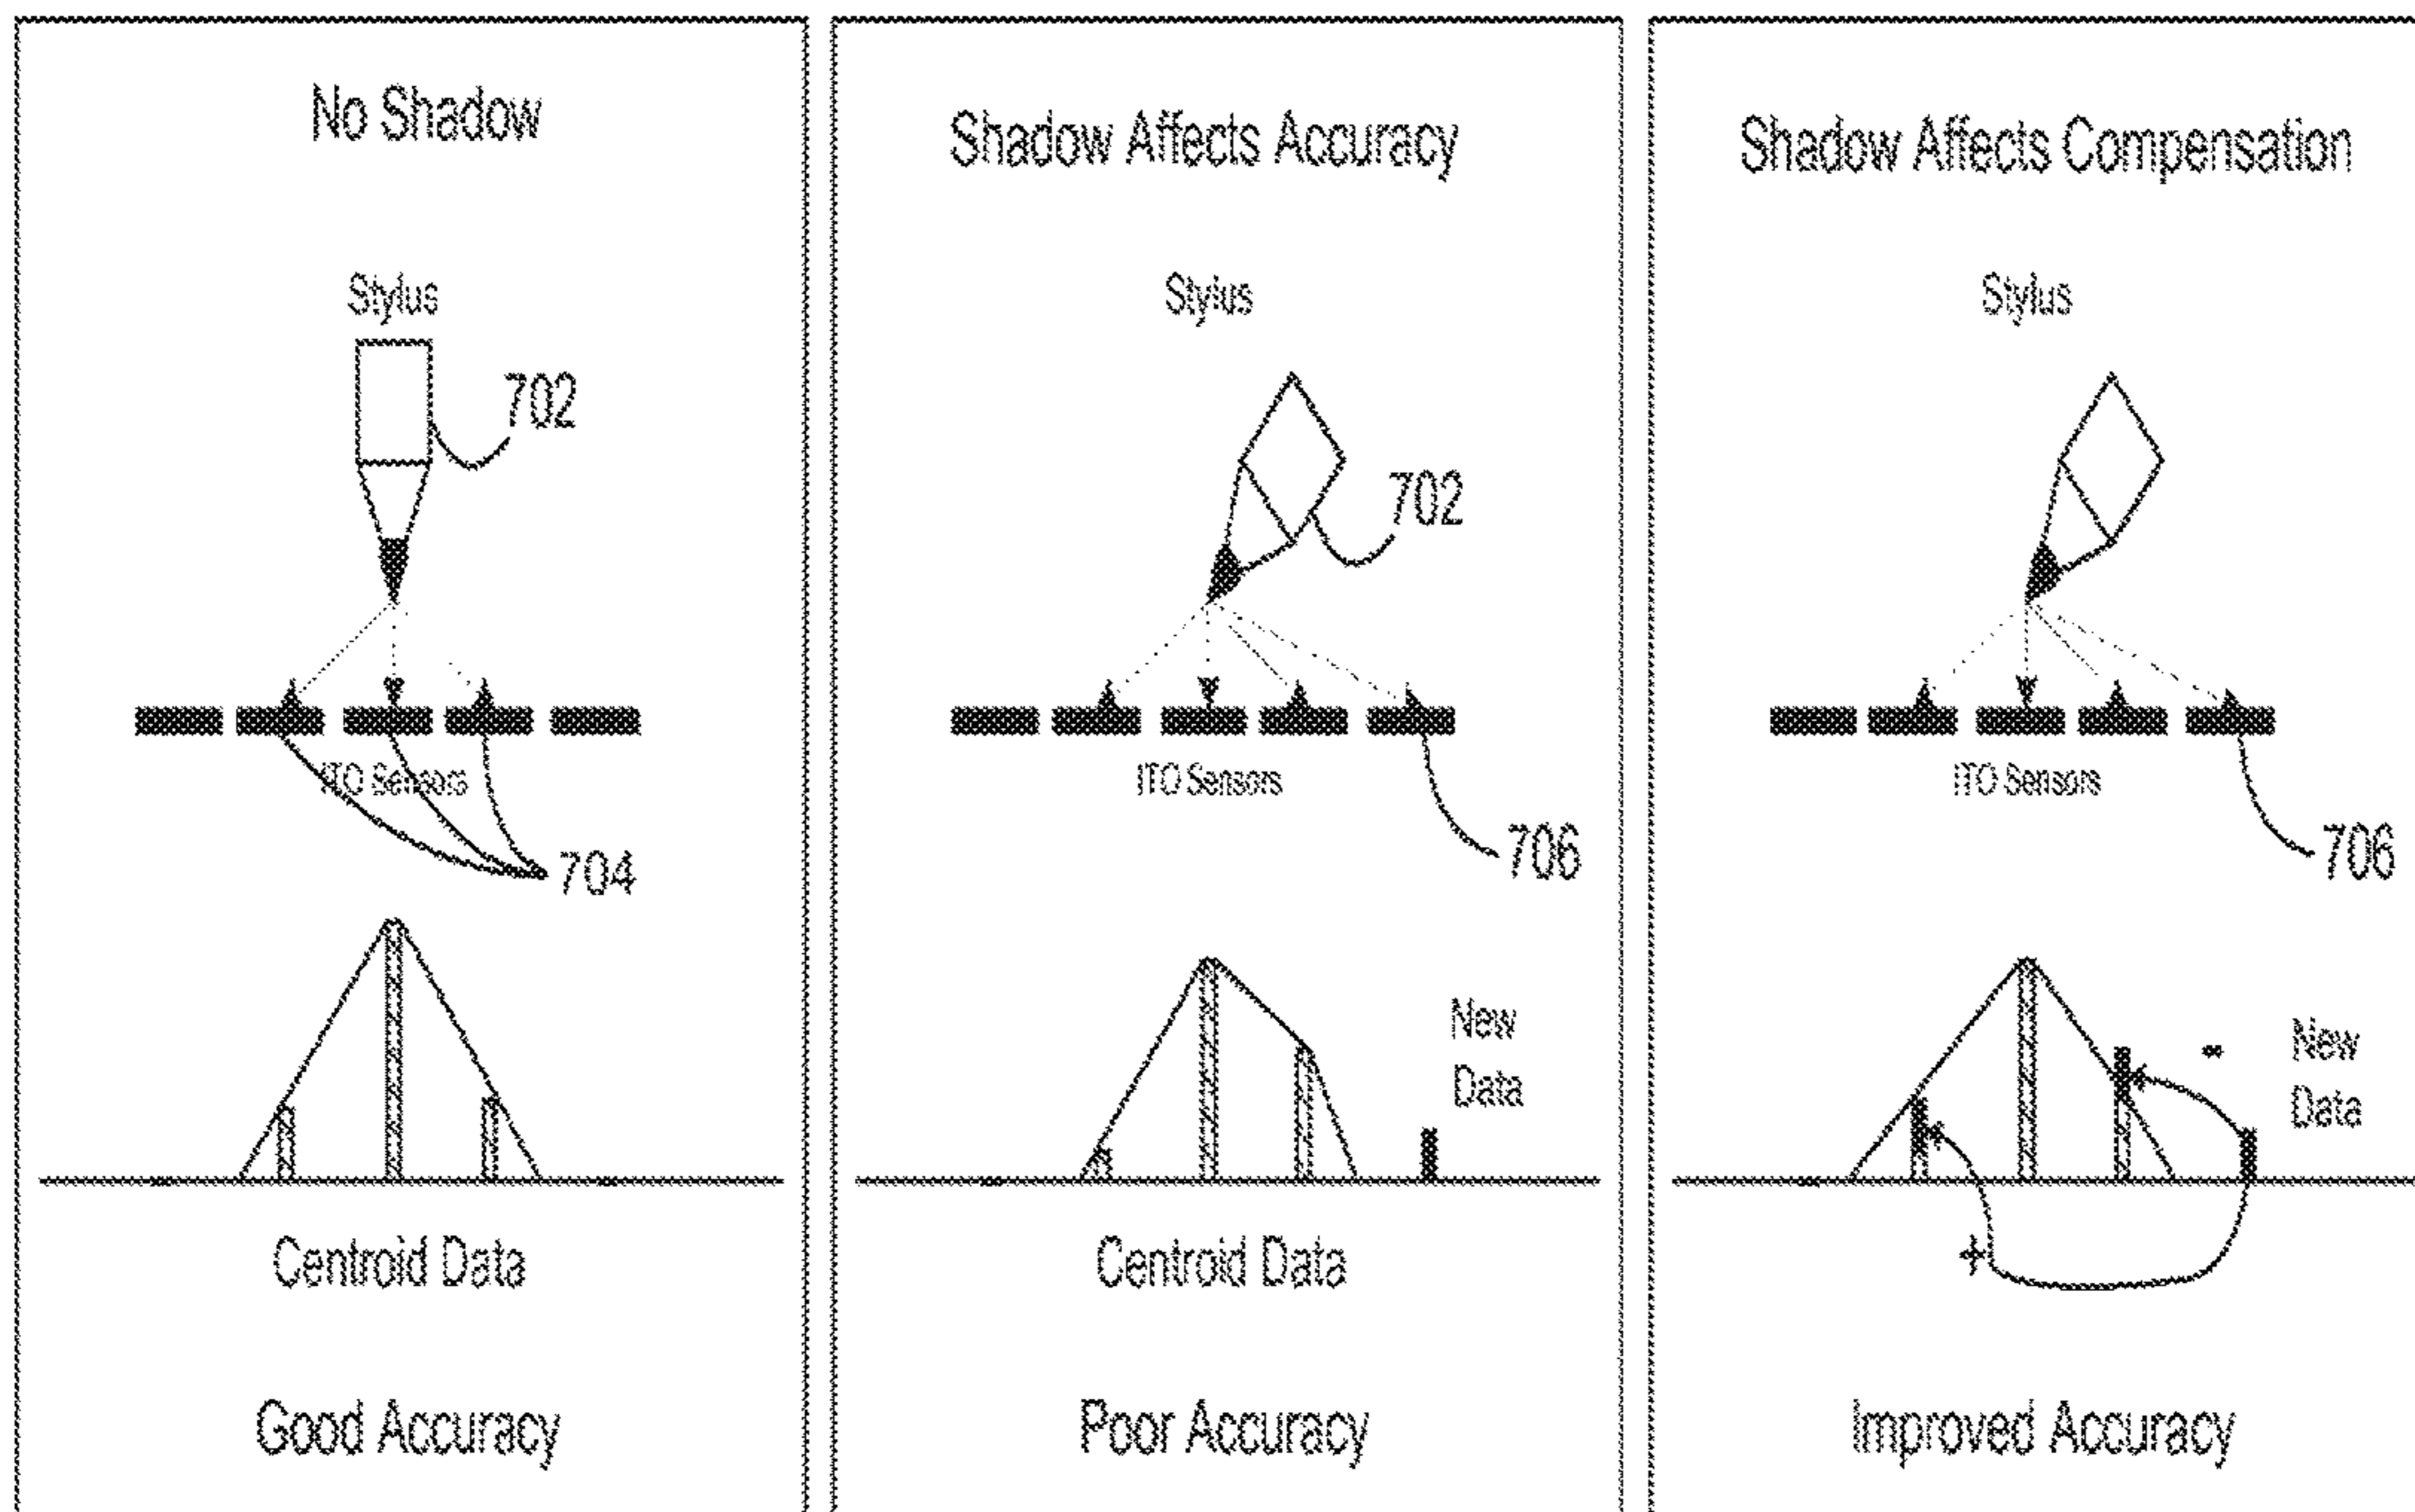 No Shadow
Stylus
702
ITO Sensors
704
Centroid Data
Good Accuracy
Shadow Affects Accuracy
Stylus
702
ITO Sensors
706
New
Data
Centroid Data
Poor Accuracy
Shadow Affects Compensation
Stylus
ITO Sensors
706
-
New
Data
+
Improved Accuracy